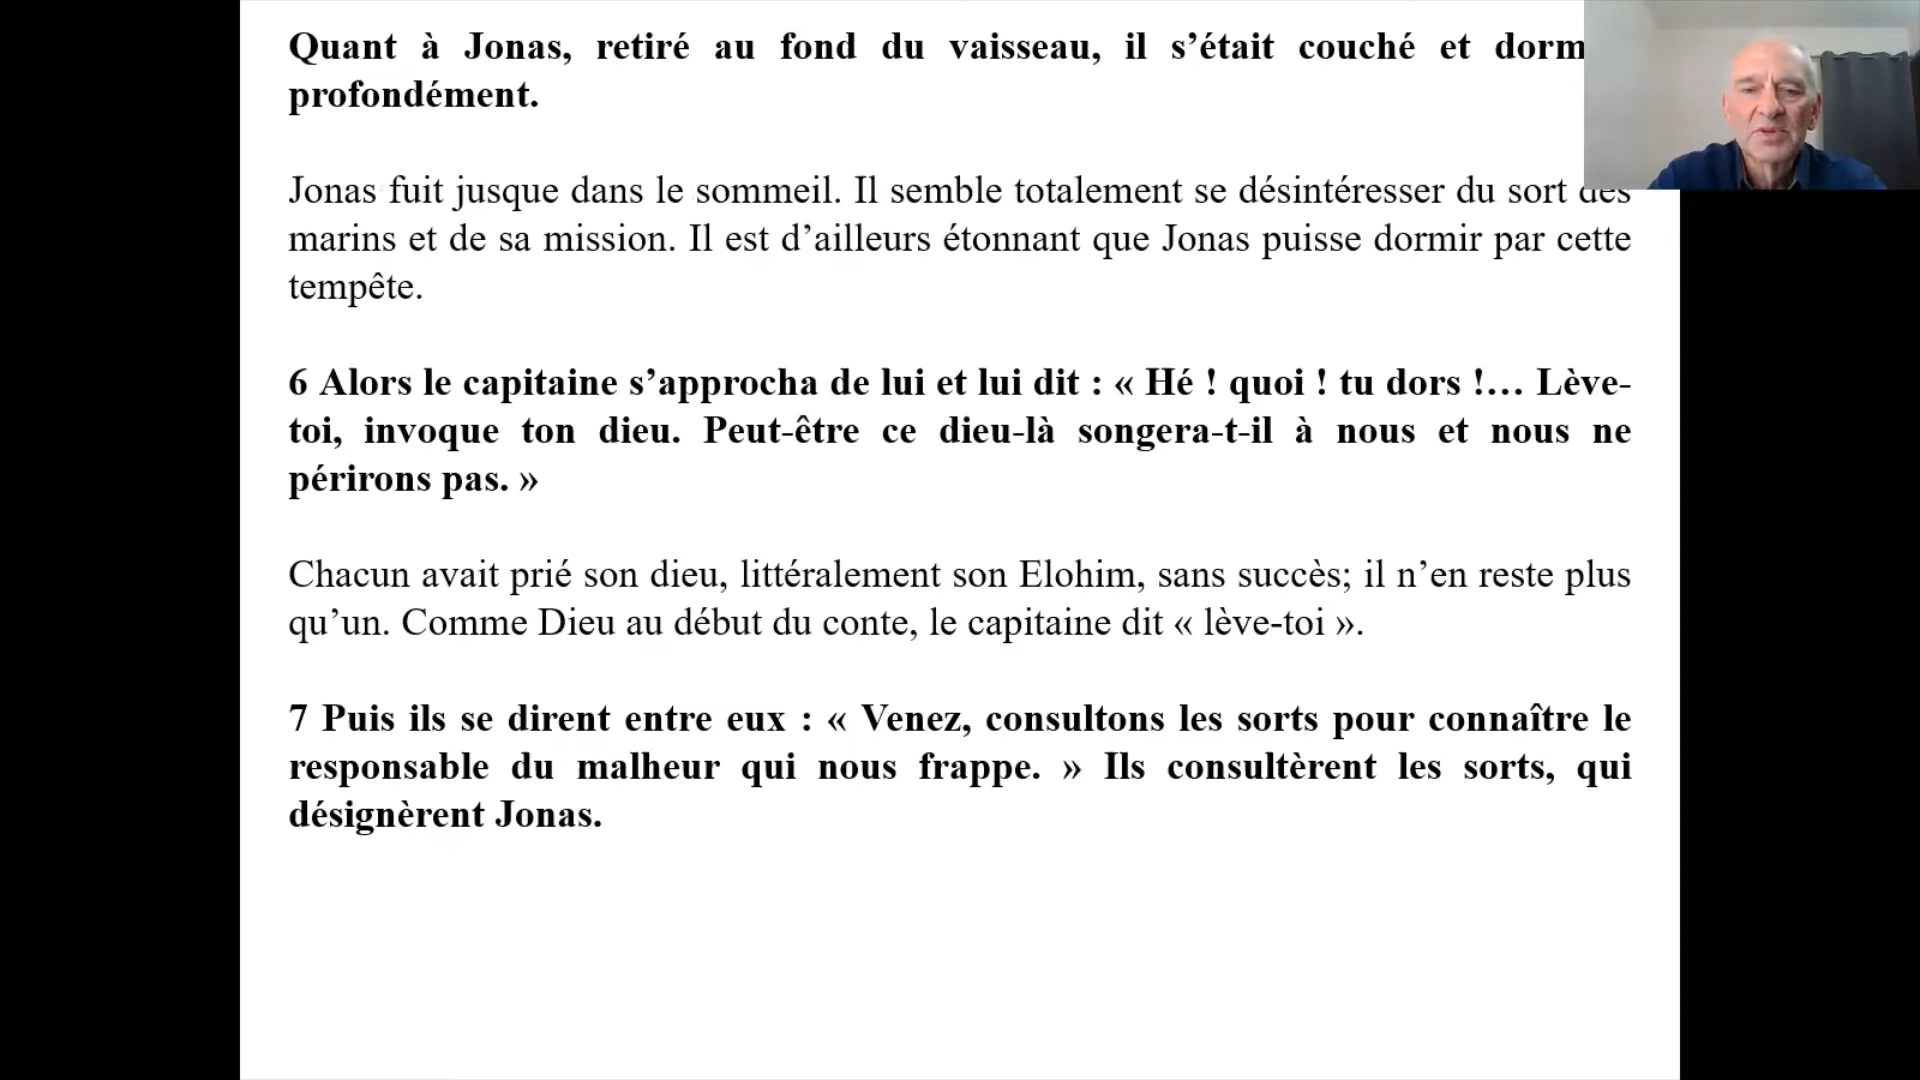 Quant à Jonas, retiré au fond du vaisseau, il s’était couché et
profondément.
Jonas fuit jusque dans le sommeil. Il semble totalement se désintéresser du sort des
marins et de sa mission. Il est d’ailleurs étonnant que Jonas puisse dormir par cette
tempête.
6 Alors le capitaine s’approcha de lui et lui dit : « Hé ! quoi ! tu dors !… Lève-
toi, invoque ton dieu. Peut-être ce dieu-là songera-t-il à nous et nous ne
périrons pas. »
Chacun avait prié son dieu, littéralement son Elohim, sans succès; il n’en reste plus
qu’un. Comme Dieu au début du conte, le capitaine dit « lève-toi ».
7 Puis ils se dirent entre eux : « Venez, consultons les sorts pour connaître le
responsable du malheur qui nous frappe. » Ils consultèrent les sorts, qui
désignèrent Jonas.